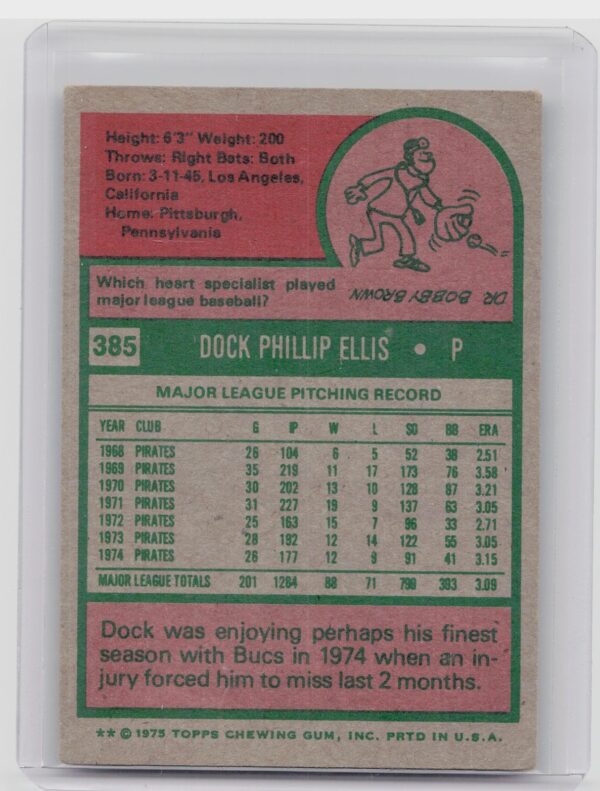 Height: 6'3" Weight: 200
Throws: Right Bats: Both
Born: 3-11-45, Los Angeles,
California
Home: Pittsburgh,
Pennsylvania
Which heart specialist played
major league baseball?
DR. BOBBY BROWN
385 DOCK PHILLIP ELLIS • P
MAJOR LEAGUE PITCHING RECORD
YEAR CLUB G IP W L SO BB ERA
1968 PIRATES 26 104 6 5 52 38 2.51
1969 PIRATES 35 219 11 17 173 76 3.58
1970 PIRATES 30 202 13 10 128 87 3.21
1971 PIRATES 31 227 19 9 137 63 3.05
1972 PIRATES 25 163 15 7 96 33 2.71
1973 PIRATES 28 192 12 14 122 55 3.05
1974 PIRATES 26 177 12 9 91 41 3.15
MAJOR LEAGUE TOTALS 201 1284 88 71 799 393 3.09
Dock was enjoying perhaps his finest
season with Bucs in 1974 when an in-
jury forced him to miss last 2 months.
** © 1975 TOPPS CHEWING GUM, INC. PRTD IN U.S.A.